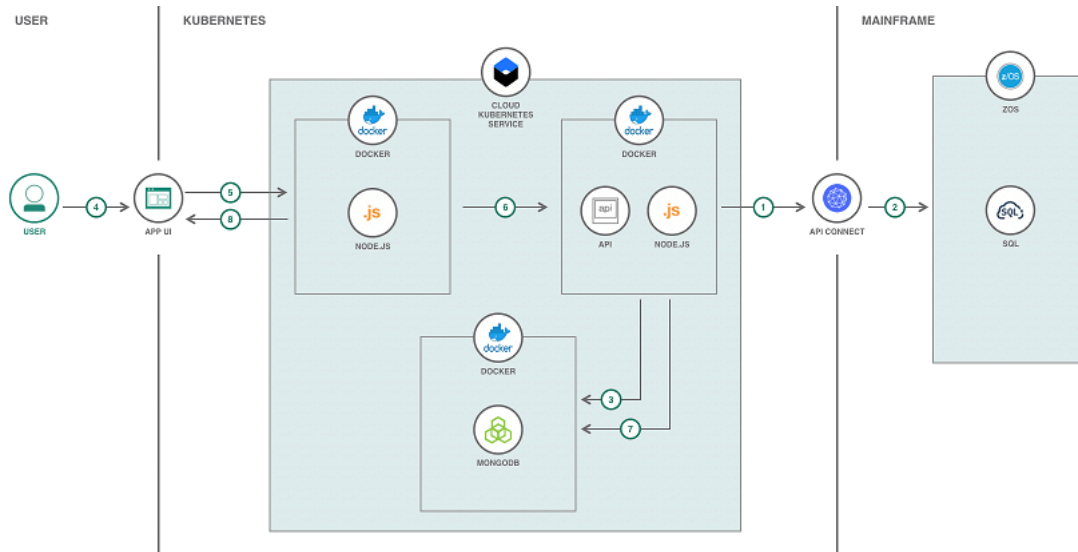 USER
KUBERNETES
MAINFRAME
z/OS
ZOS
CLOUD
KUBERNETES
SERVICE
docker
DOCKER
docker
DOCKER
4
USER
APP UI
5
8
.js
NODE.JS
6
api
API
.js
NODE.JS
1
API CONNECT
2
SQL
SQL
docker
DOCKER
3
7
MONGODB